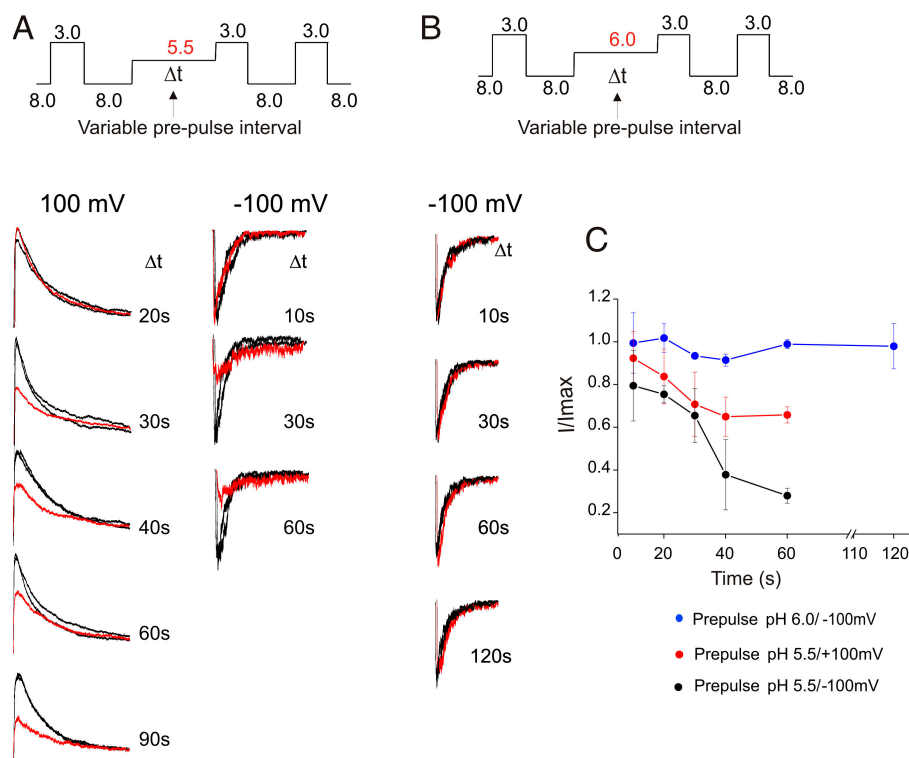 A
3.0 3.0 3.0
5.5
Δt
8.0 8.0 8.0 8.0
Variable pre-pulse interval
B
3.0 3.0 3.0
6.0
Δt
8.0 8.0 8.0 8.0
Variable pre-pulse interval
100 mV
Δt
20s
30s
40s
60s
90s
-100 mV
Δt
10s
30s
60s
-100 mV
Δt
10s
30s
60s
120s
C
I/Imax
1.2
1.0
0.8
0.6
0.4
0.2
0 20 40 60 110 120
Time (s)
Prepulse pH 6.0/ -100mV
Prepulse pH 5.5/+100mV
Prepulse pH 5.5/-100mV